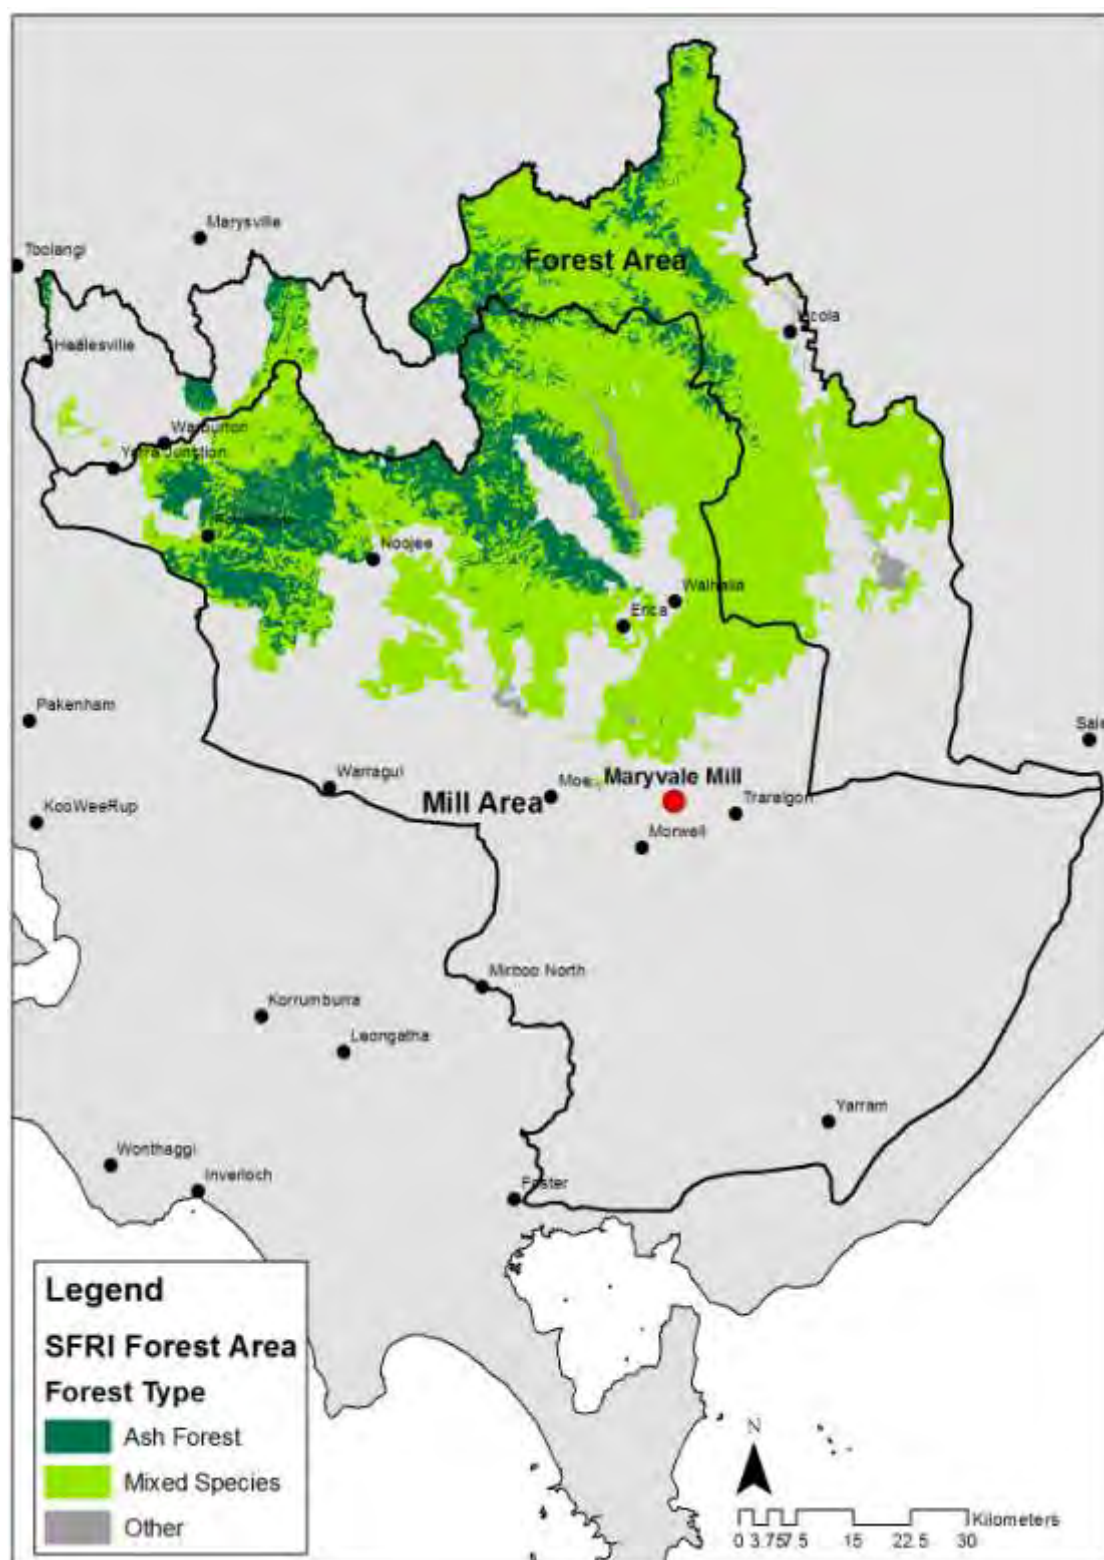 Marysville
Toolangi
Forest Area
Licola
Healesville
Warburton
Yarra Junction
Noojee
Walhalla
Erica
Pakenham
Sale
Warragul
Moe
Maryvale Mill
Mill Area
Traralgon
KooWeeRup
Morwell
Mirboo North
Korrumburra
Leongatha
Yarram
Wonthaggi
Inverloch
Foster
Legend
SFRI Forest Area
Forest Type
Ash Forest
Mixed Species
Other
N
Kilometers
0 3.75 7.5 15 22.5 30